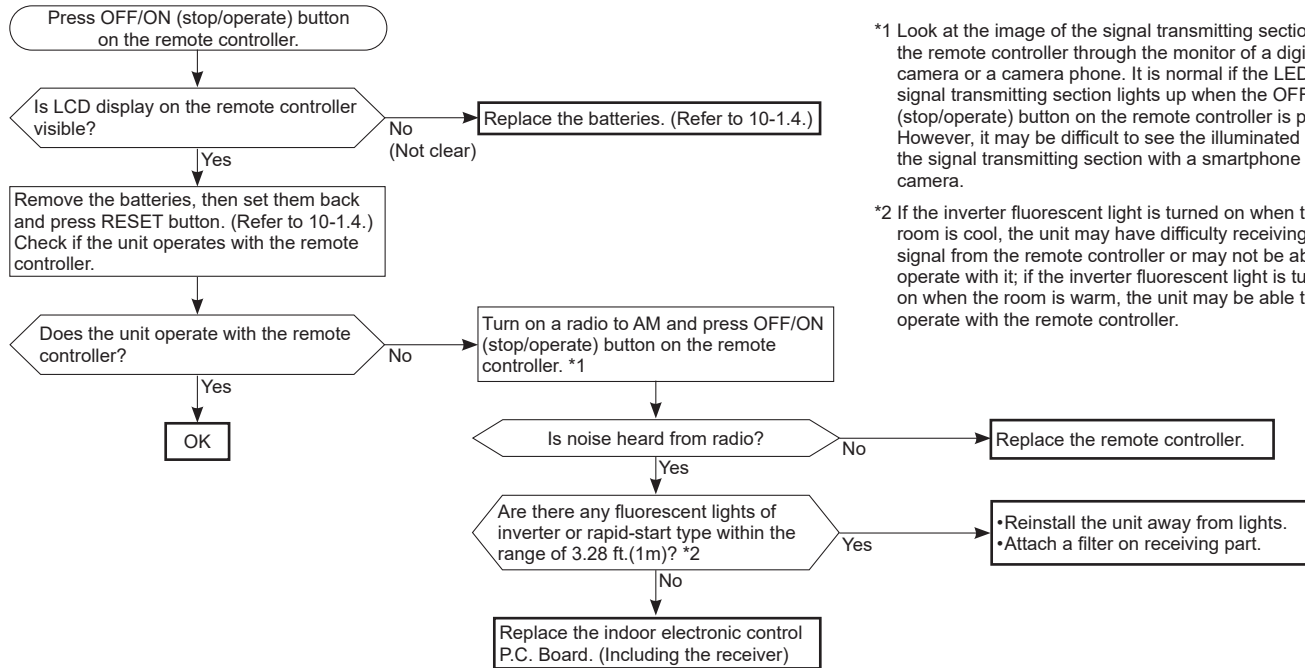 Press OFF/ON (stop/operate) button
on the remote controller.
Is LCD display on the remote controller
visible?
No
(Not clear)
Replace the batteries. (Refer to 10-1.4.)
Yes
Remove the batteries, then set them back
and press RESET button. (Refer to 10-1.4.)
Check if the unit operates with the remote
controller.
Does the unit operate with the remote
controller?
No
Yes
OK
Turn on a radio to AM and press OFF/ON
(stop/operate) button on the remote
controller. *1
Is noise heard from radio?
No
Replace the remote controller.
Yes
Are there any fluorescent lights of
inverter or rapid-start type within the
range of 3.28 ft.(1m)? *2
Yes
•Reinstall the unit away from lights.
•Attach a filter on receiving part.
No
Replace the indoor electronic control
P.C. Board. (Including the receiver)
*1 Look at the image of the signal transmitting
the remote controller through the monitor of a
camera or a camera phone. It is normal if the LED
signal transmitting section lights up when the
(stop/operate) button on the remote controller is
However, it may be difficult to see the illuminated
the signal transmitting section with a smartphone
camera.
*2 If the inverter fluorescent light is turned on when
room is cool, the unit may have difficulty receiving
signal from the remote controller or may not be
operate with it; if the inverter fluorescent light is
on when the room is warm, the unit may be able
operate with the remote controller.